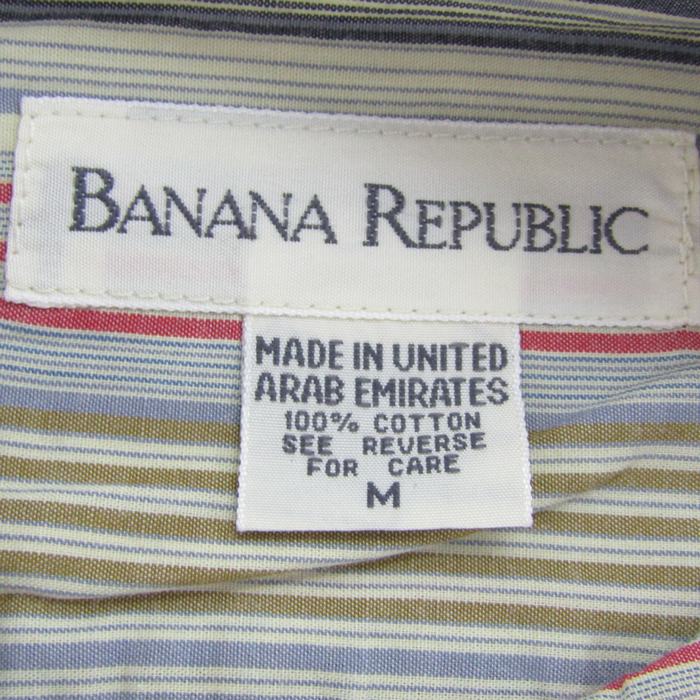 BANANA REPUBLIC
MADE IN UNITED
ARAB EMIRATES
100% COTTON
SEE REVERSE
FOR CARE
M